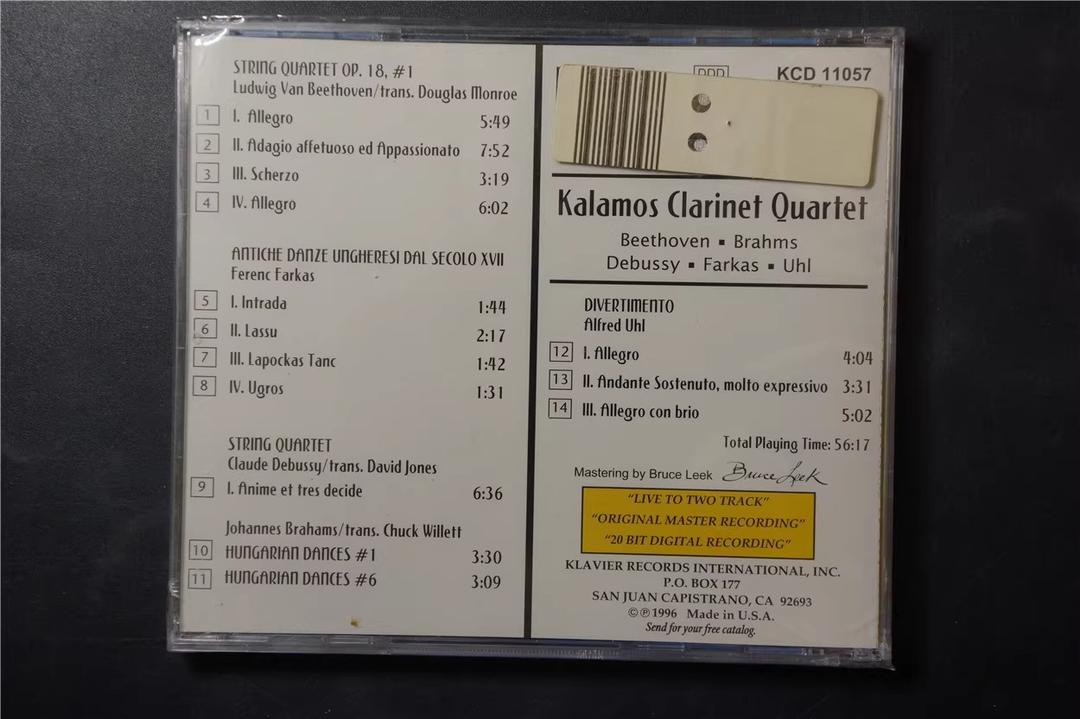 STRING QUARTET OP. 18, #1
Ludwig Van Beethoven/trans. Douglas Monroe
1 I. Allegro 5:49
2 II. Adagio affetuoso ed Appassionato 7:52
3 III. Scherzo 3:19
4 IV. Allegro 6:02
ANTICHE DANZE UNGHERESI DAL SECOLO XVII
Ferenc Farkas
5 I. Intrada 1:44
6 II. Lassu 2:17
7 III. Lapockas Tanc 1:42
8 IV. Ugros 1:31
STRING QUARTET
Claude Debussy/trans. David Jones
9 I. Anime et tres decide 6:36
Johannes Brahams/trans. Chuck Willett
10 HUNGARIAN DANCES #1 3:30
11 HUNGARIAN DANCES #6 3:09
DDD KCD 11057
Kalamos Clarinet Quartet
Beethoven ▪ Brahms
Debussy ▪ Farkas ▪ Uhl
DIVERTIMENTO
Alfred Uhl
12 I. Allegro 4:04
13 II. Andante Sostenuto, molto expressivo 3:31
14 III. Allegro con brio 5:02
Total Playing Time: 56:17
Mastering by Bruce Leek Bruce Leek
"LIVE TO TWO TRACK"
"ORIGINAL MASTER RECORDING"
"20 BIT DIGITAL RECORDING"
KLAVIER RECORDS INTERNATIONAL, INC.
P.O. BOX 177
SAN JUAN CAPISTRANO, CA 92693
©℗1996 Made in U.S.A.
Send for your free catalog.